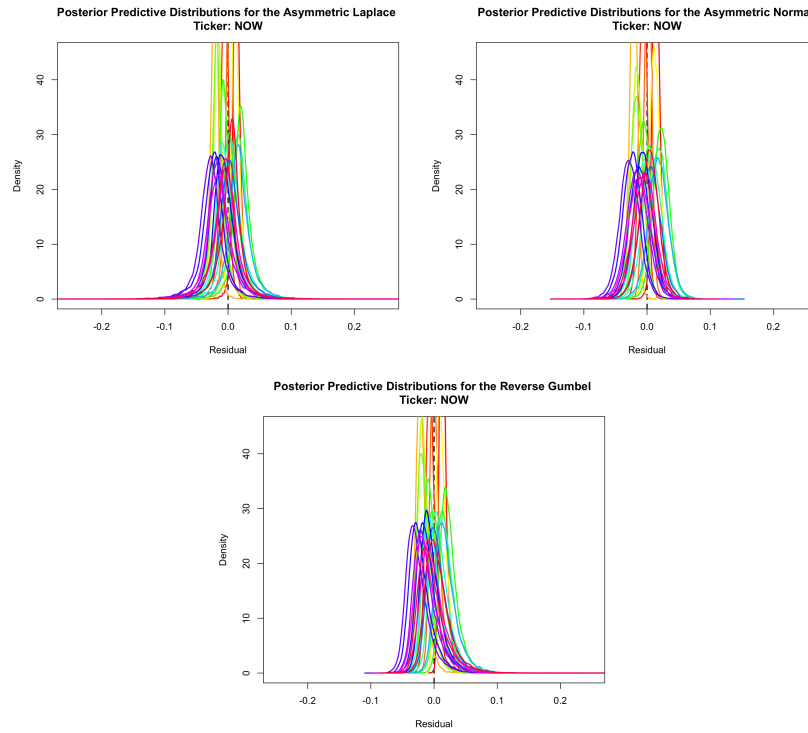 Posterior Predictive Distributions for the Asymmetric Laplace
Ticker: NOW
Density
0
10
20
30
40
-0.2
-0.1
0.0
0.1
0.2
Residual
Posterior Predictive Distributions for the Asymmetric Norma
Ticker: NOW
Density
0
10
20
30
40
-0.2
-0.1
0.0
0.1
0.2
Residual
Posterior Predictive Distributions for the Reverse Gumbel
Ticker: NOW
Density
0
10
20
30
40
-0.2
-0.1
0.0
0.1
0.2
Residual